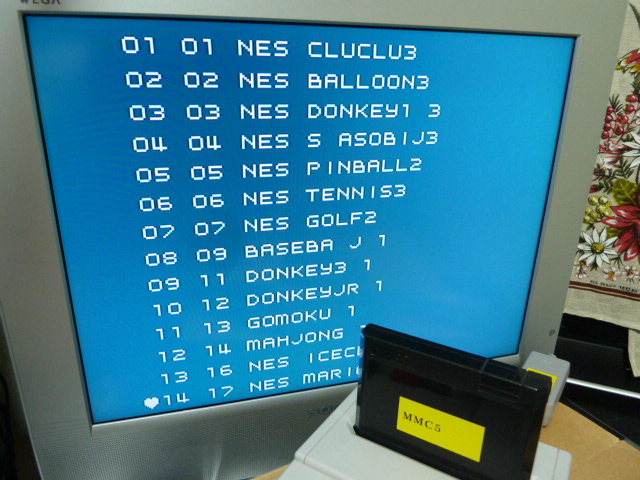 WEGA
01 01 NES CLUCLU3
02 02 NES BALLOON3
03 03 NES DONKEY1 3
04 04 NES S ASOBIJ3
05 05 NES PINBALL2
06 06 NES TENNIS3
07 07 NES GOLF2
08 09 BASEBA J 1
09 11 DONKEY3 1
10 12 DONKEYJR 1
11 13 GOMOKU 1
12 14 MAHJONG
13 16 NES
14 17 NES
MMC5